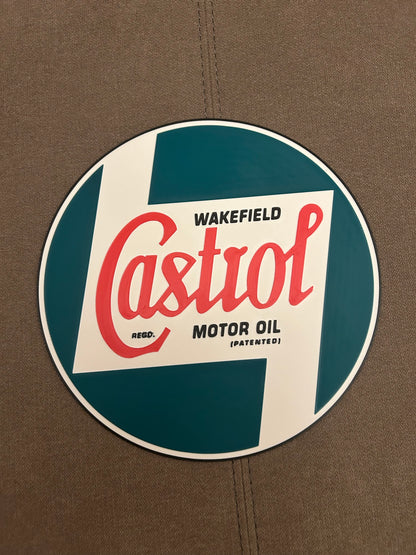 WAKEFIELD
Castrol
REGD. MOTOR OIL
(PATENTED)